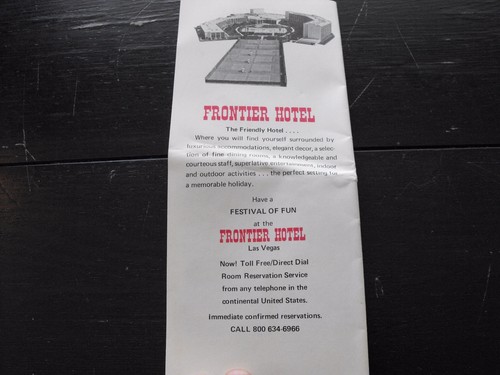 FRONTIER HOTEL
The Friendly Hotel . . . .
Where you will find yourself surrounded by
luxurious accommodations, elegant decor, a selec-
tion of fine dining rooms, a knowledgeable and
courteous staff, superlative entertainment, indoor
and outdoor activities . . . the perfect setting for
a memorable holiday.
Have a
FESTIVAL OF FUN
at the
FRONTIER HOTEL
Las Vegas
Now! Toll Free/Direct Dial
Room Reservation Service
from any telephone in the
continental United States.
Immediate confirmed reservations.
CALL 800 634-6966